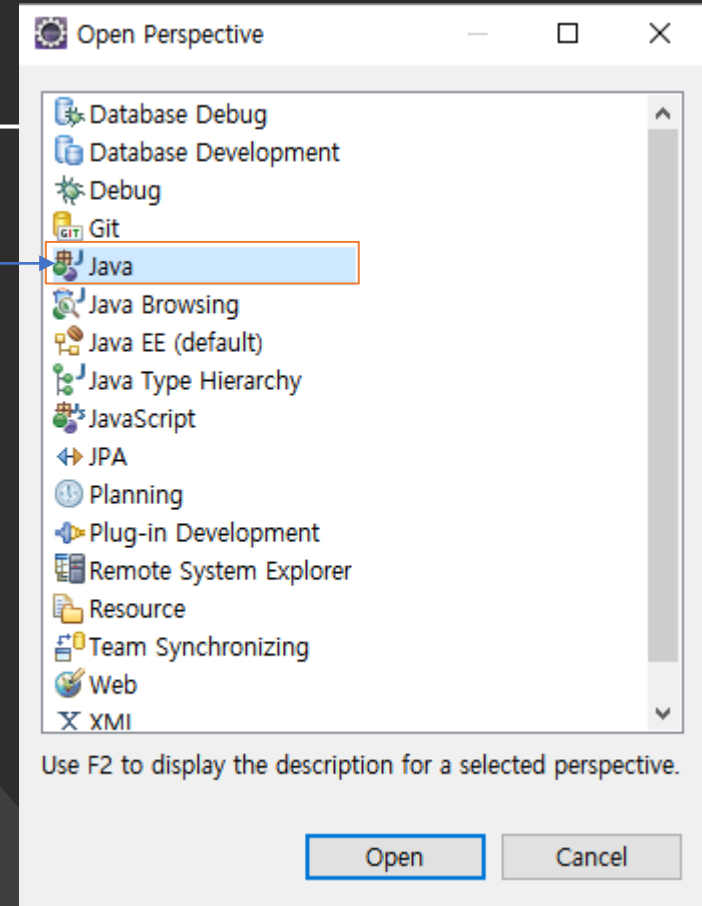 Open Perspective
Database Debug
Database Development
Debug
GIT Git
Java
Java Browsing
Java EE (default)
Java Type Hierarchy
JavaScript
JPA
Planning
Plug-in Development
Remote System Explorer
Resource
Team Synchronizing
Web
X XML
Use F2 to display the description for a selected perspective.
Open Cancel